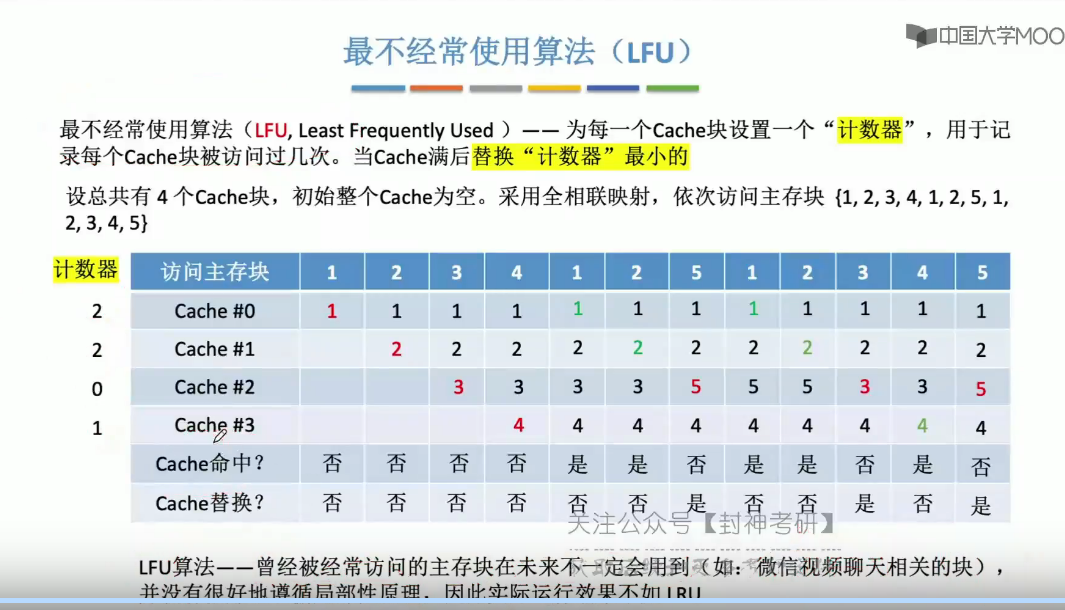 中国大学MOO
最不经常使用算法（LFU）
最不经常使用算法（LFU, Least Frequently Used ）—— 为每一个Cache块设置一个“计数器”，用于记
录每个Cache块被访问过几次。当Cache满后替换“计数器”最小的
设总共有 4 个Cache块，初始整个Cache为空。采用全相联映射，依次访问主存块 {1, 2, 3, 4, 1, 2, 5, 1,
2, 3, 4, 5}
计数器 访问主存块 1 2 3 4 1 2 5 1 2 3 4 5
2 Cache #0 1 1 1 1 1 1 1 1 1 1 1 1
2 Cache #1 2 2 2 2 2 2 2 2 2 2 2
0 Cache #2 3 3 3 3 5 5 5 3 3 5
1 Cache #3 4 4 4 4 4 4 4 4 4
Cache命中? 否 否 否 否 是 是 否 是 是 否 是 否
Cache替换? 否 否 否 否 否 否 是 否 否 是 否 是
关注公众号【封神考研】
LFU算法——曾经被经常访问的主存块在未来不一定会用到（如：微信视频聊天相关的块），
并没有很好地遵循局部性原理，因此实际运行效果不如 LRU